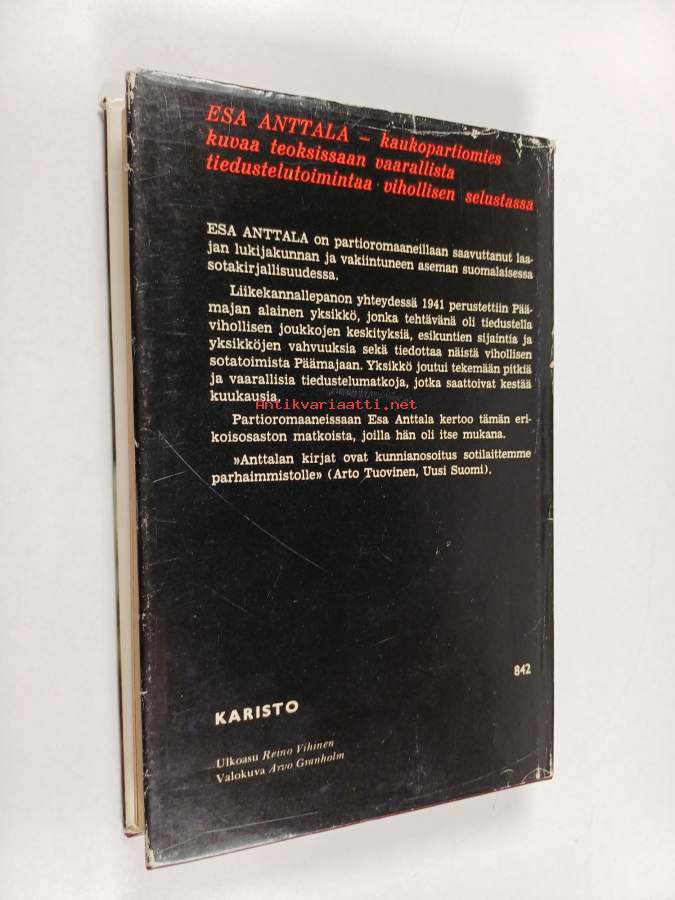 ESA ANTTALA – kaukopartiomies
kuvaa teoksissaan vaarallista
tiedustelutoimintaa vihollisen selustassa
ESA ANTTALA on partioromaaneillaan saavuttanut laa-
jan lukijakunnan ja vakiintuneen aseman suomalaisessa
sotakirjallisuudessa.
Liikekannallepanon yhteydessä 1941 perustettiin Pää-
majan alainen yksikkö, jonka tehtävänä oli tiedustella
vihollisen joukkojen keskityksiä, esikuntien sijaintia ja
yksikköjen vahvuuksia sekä tiedottaa näistä vihollisen
sotatoimista Päämajaan. Yksikkö joutui tekemään pitkiä
ja vaarallisia tiedustelumatkoja, jotka saattoivat kestää
kuukausia.
Antikvariaatti.net
Partioromaaneissaan Esa Anttala kertoo tämän eri-
koisosaston matkoista, joilla hän oli itse mukana.
»Anttalan kirjat ovat kunnianosoitus sotilaittemme
parhaimmistolle» (Arto Tuovinen, Uusi Suomi).
842
KARISTO
Ulkoasu Reino Vihinen
Valokuva Arvo Granholm